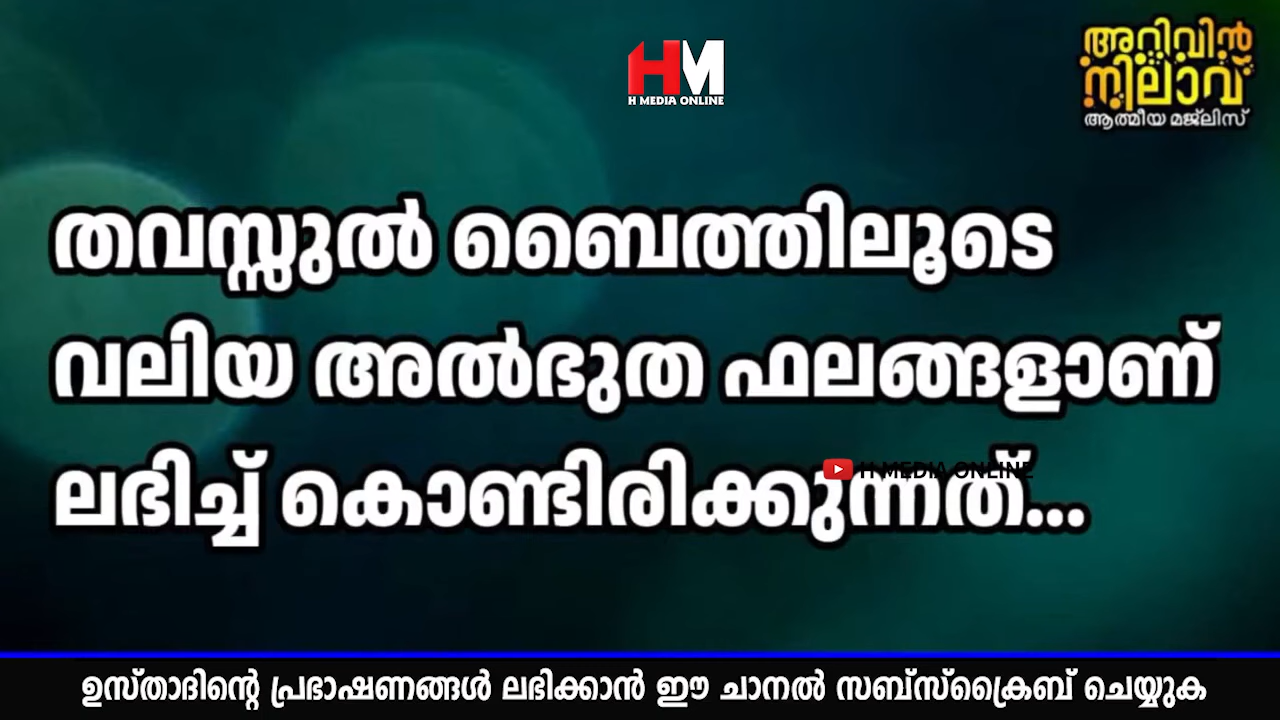 HM
H MEDIA ONLINE
അറിവിൻ
നിലാവ്
ആത്മീയ മജ്ലിസ്
തവസ്സുൽ ബൈത്തിലൂടെ
വലിയ അൽഭുത ഫലങ്ങളാണ്
ലഭിച്ച് കൊണ്ടിരിക്കുന്നത്...
H MEDIA ONLINE
ഉസ്താദിന്റെ പ്രഭാഷണങ്ങൾ ലഭിക്കാൻ ഈ ചാനൽ സബ്സ്ക്രൈബ് ചെയ്യുക